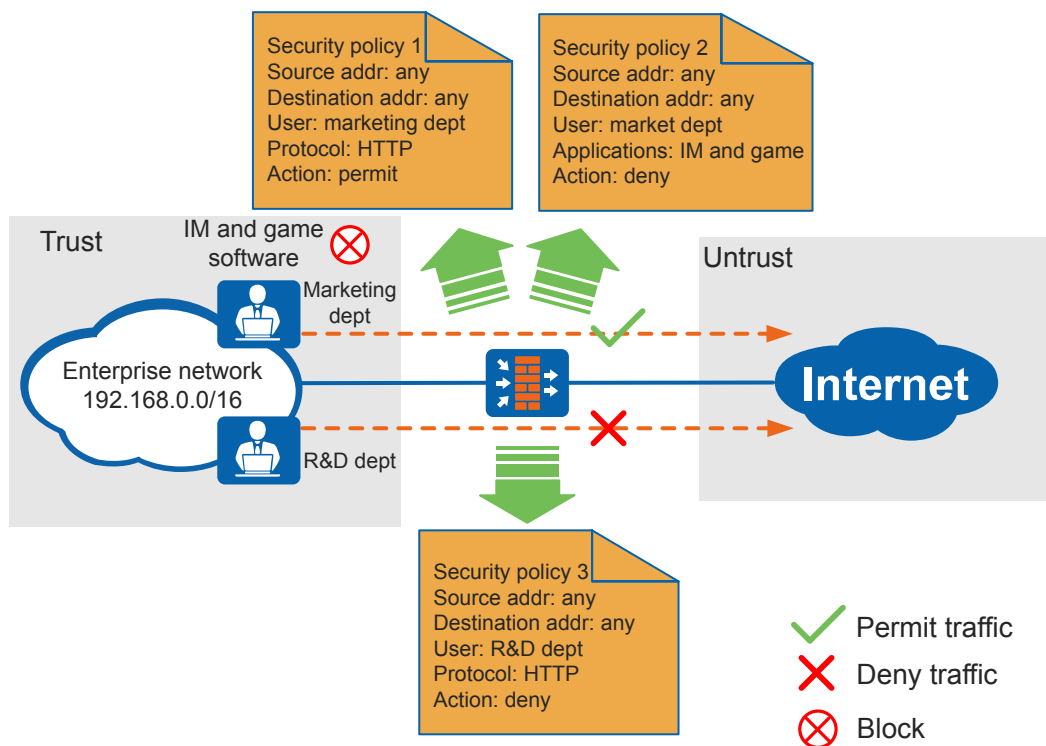 Security policy 1
Source addr: any
Destination addr: any
User: marketing dept
Protocol: HTTP
Action: permit
Security policy 2
Source addr: any
Destination addr: any
User: market dept
Applications: IM and game
Action: deny
Trust
IM and game
software
Untrust
Marketing
dept
Enterprise network
192.168.0.0/16
Internet
R&D dept
Security policy 3
Source addr: any
Destination addr: any
User: R&D dept
Protocol: HTTP
Action: deny
Permit traffic
Deny traffic
Block